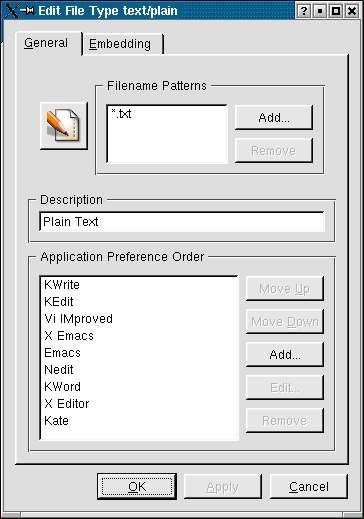 Edit File Type text/plain
General
Embedding
Filename Patterns
*.txt
Add...
Remove
Description
Plain Text
Application Preference Order
KWrite
KEdit
Vi IMproved
X Emacs
Emacs
Nedit
KWord
X Editor
Kate
Move Up
Move Down
Add...
Edit...
Remove
OK
Apply
Cancel